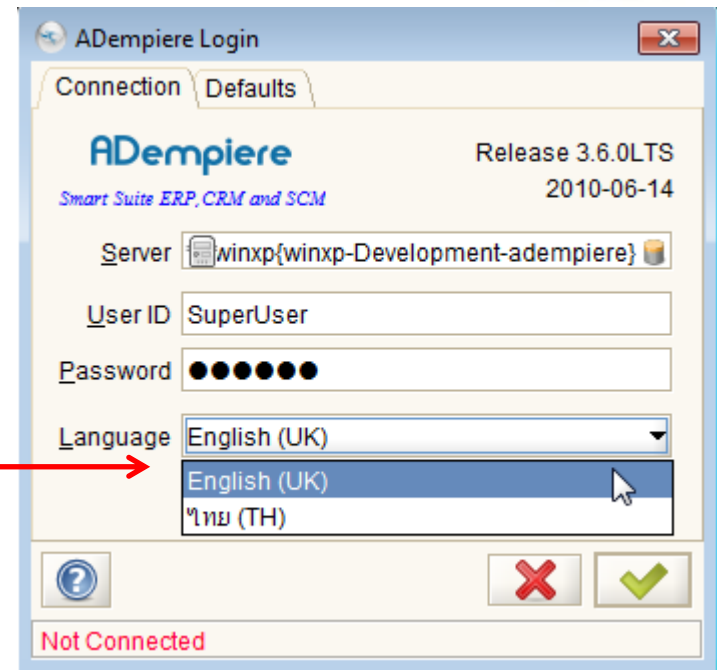 ADempiere Login
Connection Defaults
ADempiere Release 3.6.0LTS
Smart Suite ERP, CRM and SCM 2010-06-14
Server winxp{winxp-Development-adempiere}
User ID SuperUser
Password ●●●●●●
Language English (UK)
English (UK)
ไทย (TH)
Not Connected